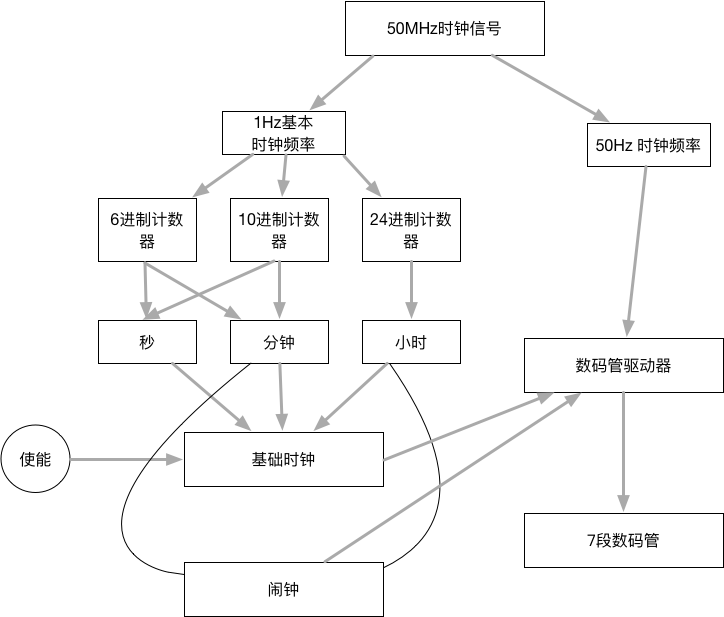 50MHz时钟信号
1Hz基本
时钟频率
50Hz 时钟频率
6进制计数
器
10进制计数
器
24进制计数
器
秒
分钟
小时
数码管驱动器
使能
基础时钟
7段数码管
闹钟